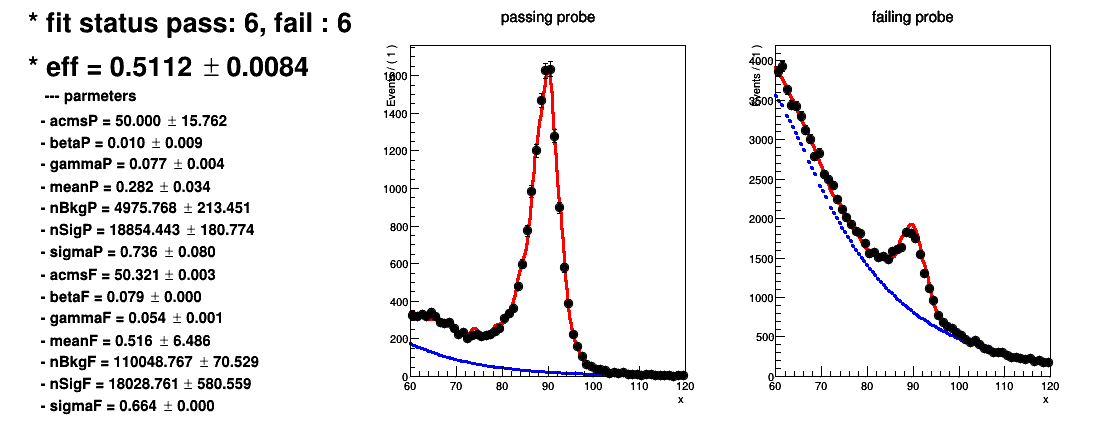 * fit status pass: 6, fail : 6
* eff = 0.5112 ± 0.0084
--- parmeters
- acmsP = 50.000 ± 15.762
- betaP = 0.010 ± 0.009
- gammaP = 0.077 ± 0.004
- meanP = 0.282 ± 0.034
- nBkgP = 4975.768 ± 213.451
- nSigP = 18854.443 ± 180.774
- sigmaP = 0.736 ± 0.080
- acmsF = 50.321 ± 0.003
- betaF = 0.079 ± 0.000
- gammaF = 0.054 ± 0.001
- meanF = 0.516 ± 6.486
- nBkgF = 110048.767 ± 70.529
- nSigF = 18028.761 ± 580.559
- sigmaF = 0.664 ± 0.000
passing probe
Events / ( 1 )
1600
1400
1200
1000
800
600
400
200
0
60 70 80 90 100 110 120
x
failing probe
Events / ( 1 )
4000
3500
3000
2500
2000
1500
1000
500
0
60 70 80 90 100 110 120
x